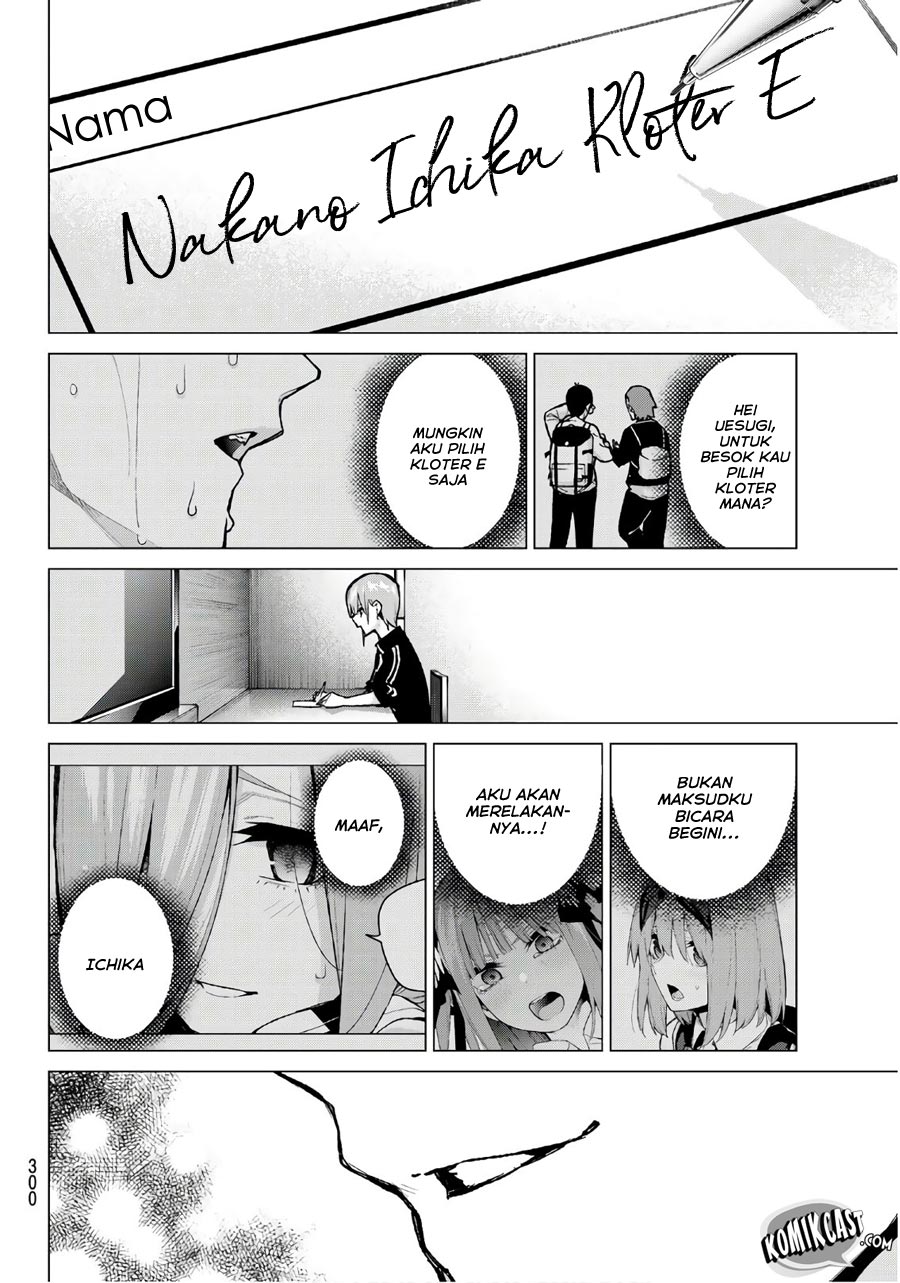 Nama
Nakano Ichika Kloter E
HEI
UESUGI,
UNTUK
BESOK KAU
PILIH
KLOTER
MANA?
MUNGKIN
AKU PILIH
KLOTER E
SAJA
BUKAN
MAKSUDKU
BICARA
BEGINI...
AKU AKAN
MERELAKAN-
NYA...!
MAAF,
ICHIKA
300
KOMIKCAST
.COM